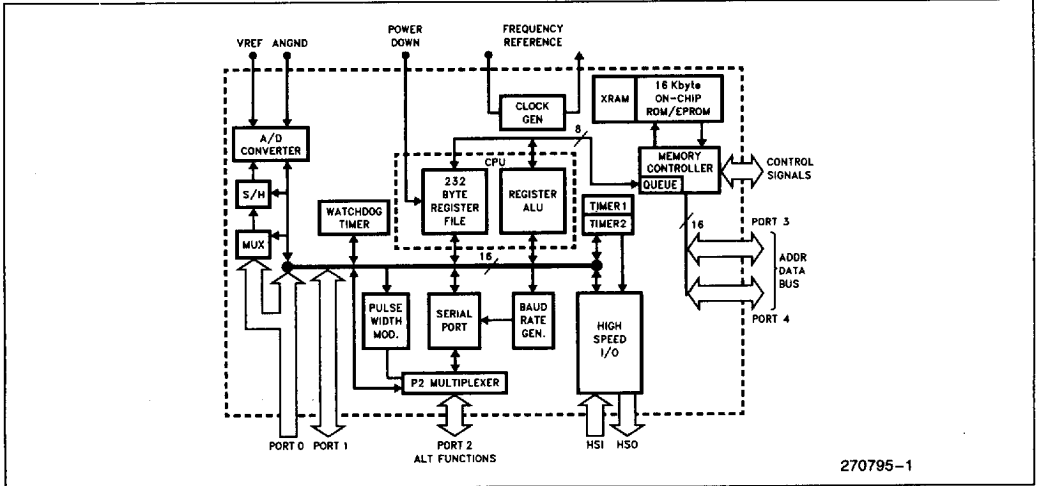 VREF ANGND
POWER
DOWN
FREQUENCY
REFERENCE
CLOCK
GEN
XRAM
16 Kbyte
ON-CHIP
ROM/EPROM
A/D
CONVERTER
8
CPU
MEMORY
CONTROLLER
QUEUE
CONTROL
SIGNALS
S/H
232
BYTE
REGISTER
FILE
REGISTER
ALU
WATCHDOG
TIMER
TIMER1
TIMER2
MUX
16
16
PORT 3
ADDR
DATA
BUS
PORT 4
PULSE
WIDTH
MOD.
SERIAL
PORT
BAUD
RATE
GEN.
HIGH
SPEED
I/O
P2 MULTIPLEXER
PORT 0
PORT 1
PORT 2
ALT FUNCTIONS
HSI
HSO
270795-1